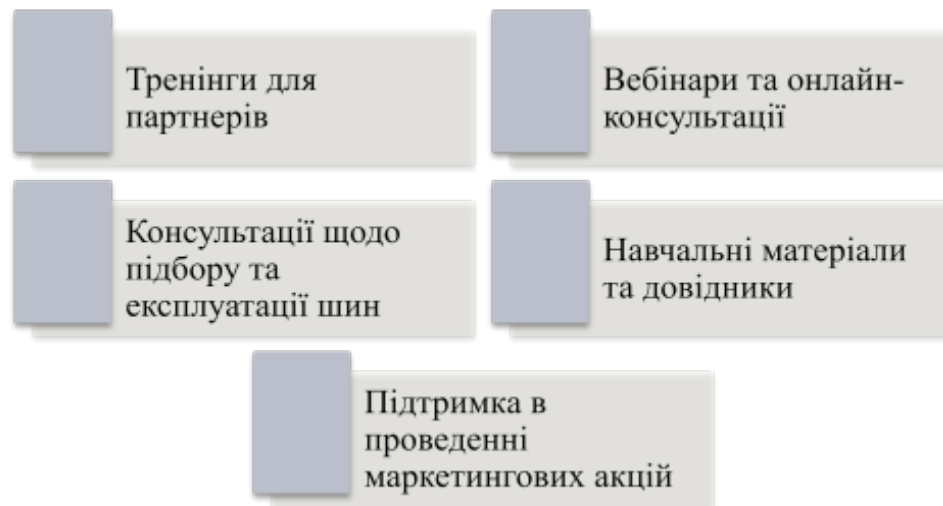 Тренінги для
партнерів
Вебінари та онлайн-
консультації
Консультації щодо
підбору та
експлуатації шин
Навчальні матеріали
та довідники
Підтримка в
проведенні
маркетингових акцій